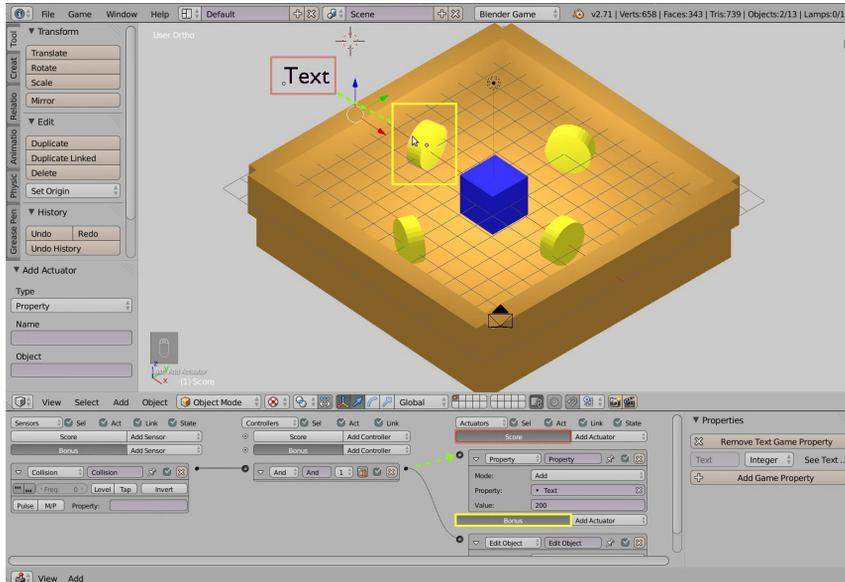 File Game Window Help Default Scene Blender Game v2.71 | Verts:658 | Faces:343 | Tris:739 | Objects:2/13 | Lamps:0/1
Tool
Creat
Relatio
Animatio
Physic
Grease Pen
Transform
Translate
Rotate
Scale
Mirror
Edit
Duplicate
Duplicate Linked
Delete
Set Origin
History
Undo Redo
Undo History
Add Actuator
Type
Property
Name
Object
User Ortho
Text
Add Actuator
(1) Score
View Select Add Object Object Mode Global
Sensors Sel Act Link State
Score Add Sensor
Bonus Add Sensor
Collision Collision
Freq: 0 Level Tap Invert
Pulse M/P Property:
Controllers Sel Act Link
Score Add Controller
Bonus Add Controller
And And 1
Actuators Sel Act Link State
Score Add Actuator
Property Property
Mode: Add
Property: Text
Value: 200
Bonus Add Actuator
Edit Object Edit Object
Properties
Remove Text Game Property
Text Integer See Text ..
Add Game Property
View Add